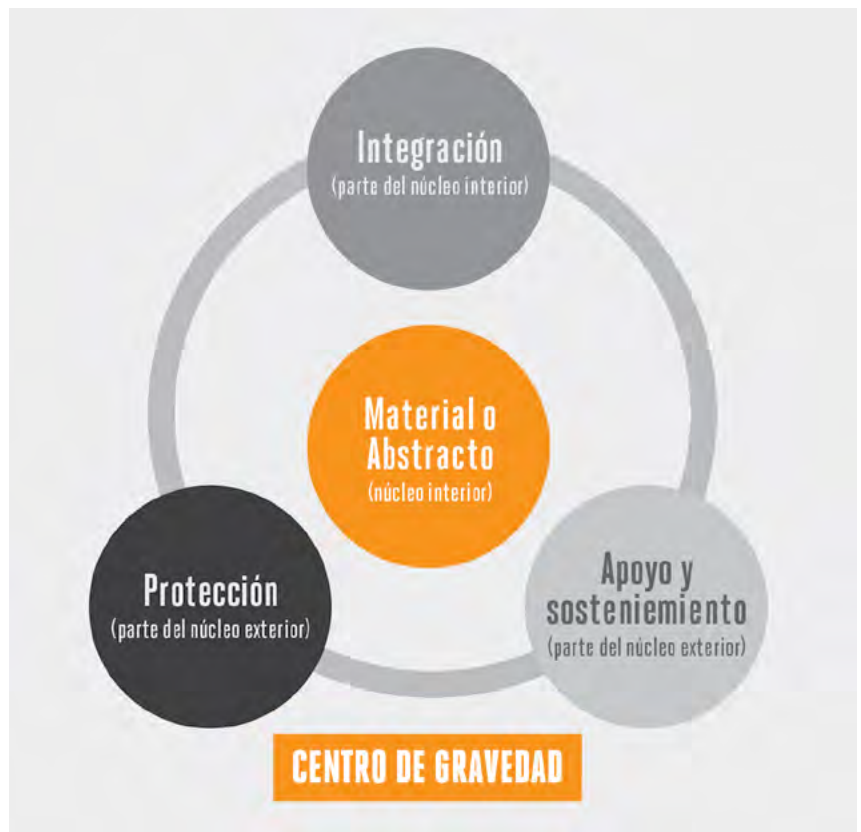 Integración
(parte del núcleo interior)
Material o
Abstracto
(núcleo interior)
Protección
(parte del núcleo exterior)
Apoyo y
sosteniemiento
(parte del núcleo exterior)
CENTRO DE GRAVEDAD